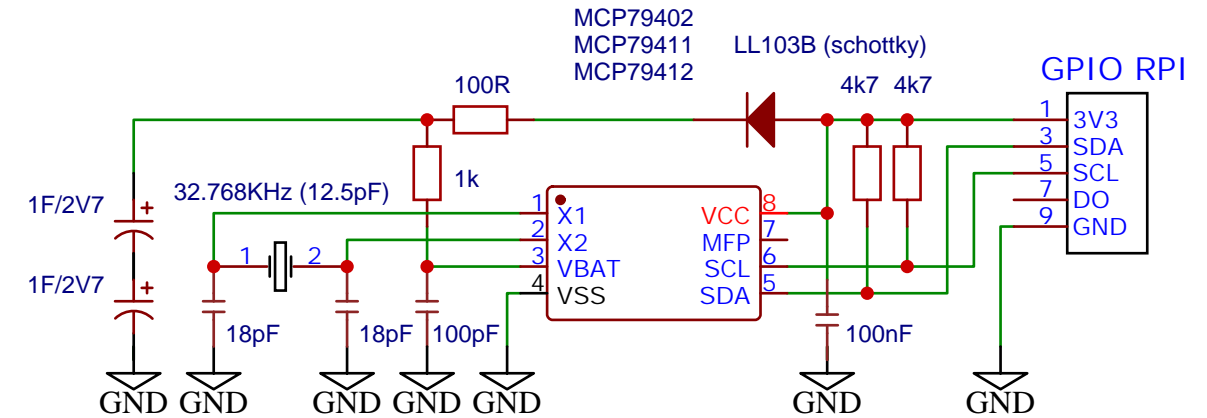 MCP79402
MCP79411
MCP79412
LL103B (schottky)
4k7 4k7
GPIO RPI
100R
1 3V3
3 SDA
5 SCL
7 DO
9 GND
1k
32.768KHz (12.5pF)
1F/2V7
+
1F/2V7
+
1 2
1 X1
2 X2
3 VBAT
4 VSS
VCC 8
MFP 7
SCL 6
SDA 5
18pF
18pF
100pF
100nF
GND GND GND GND GND GND GND